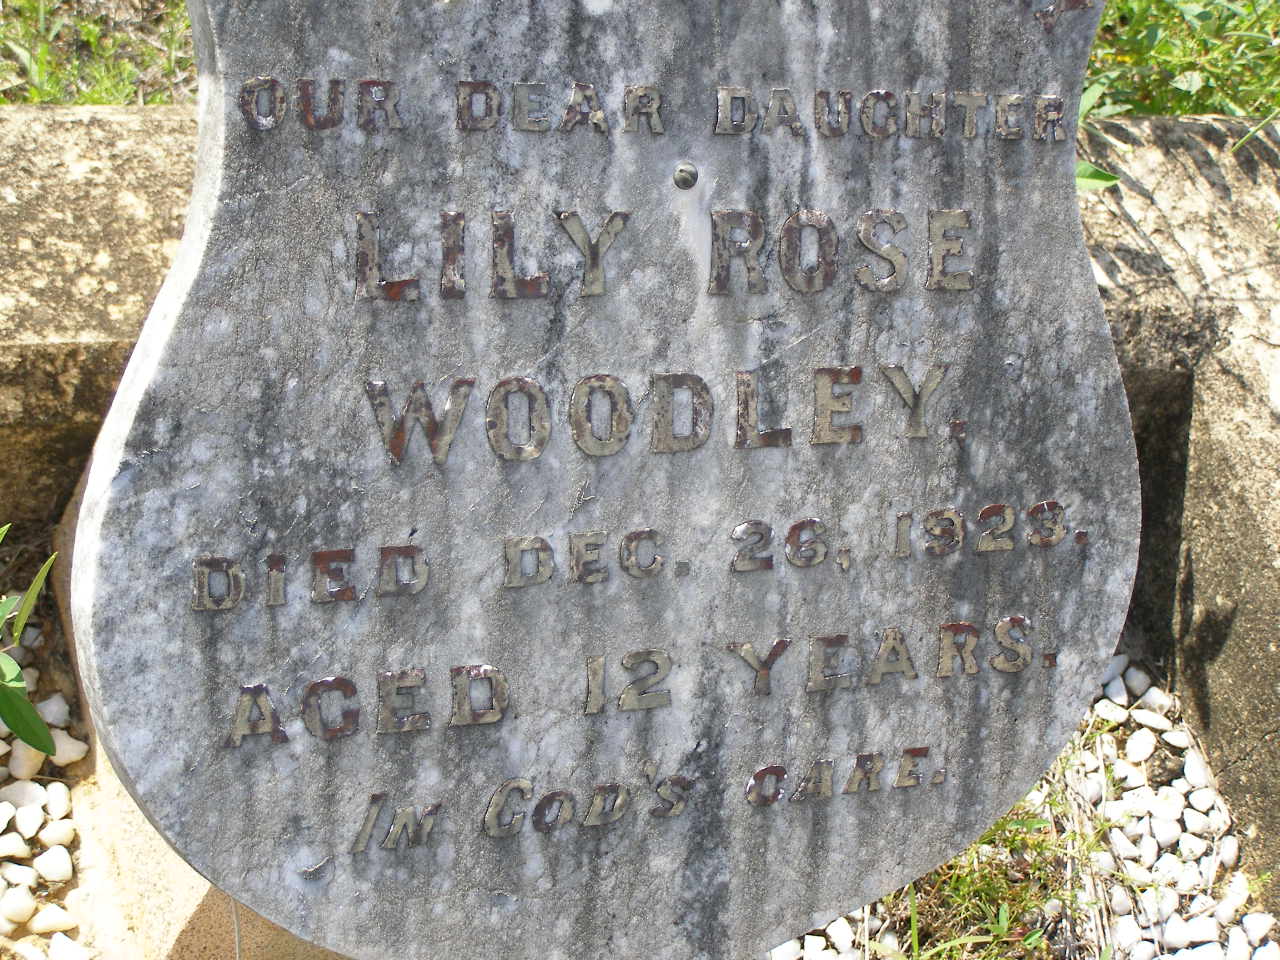 OUR DEAR DAUGHTER
LILY ROSE
WOODLEY.
DIED DEC. 26, 1923.
AGED 12 YEARS.
IN GOD'S CARE.